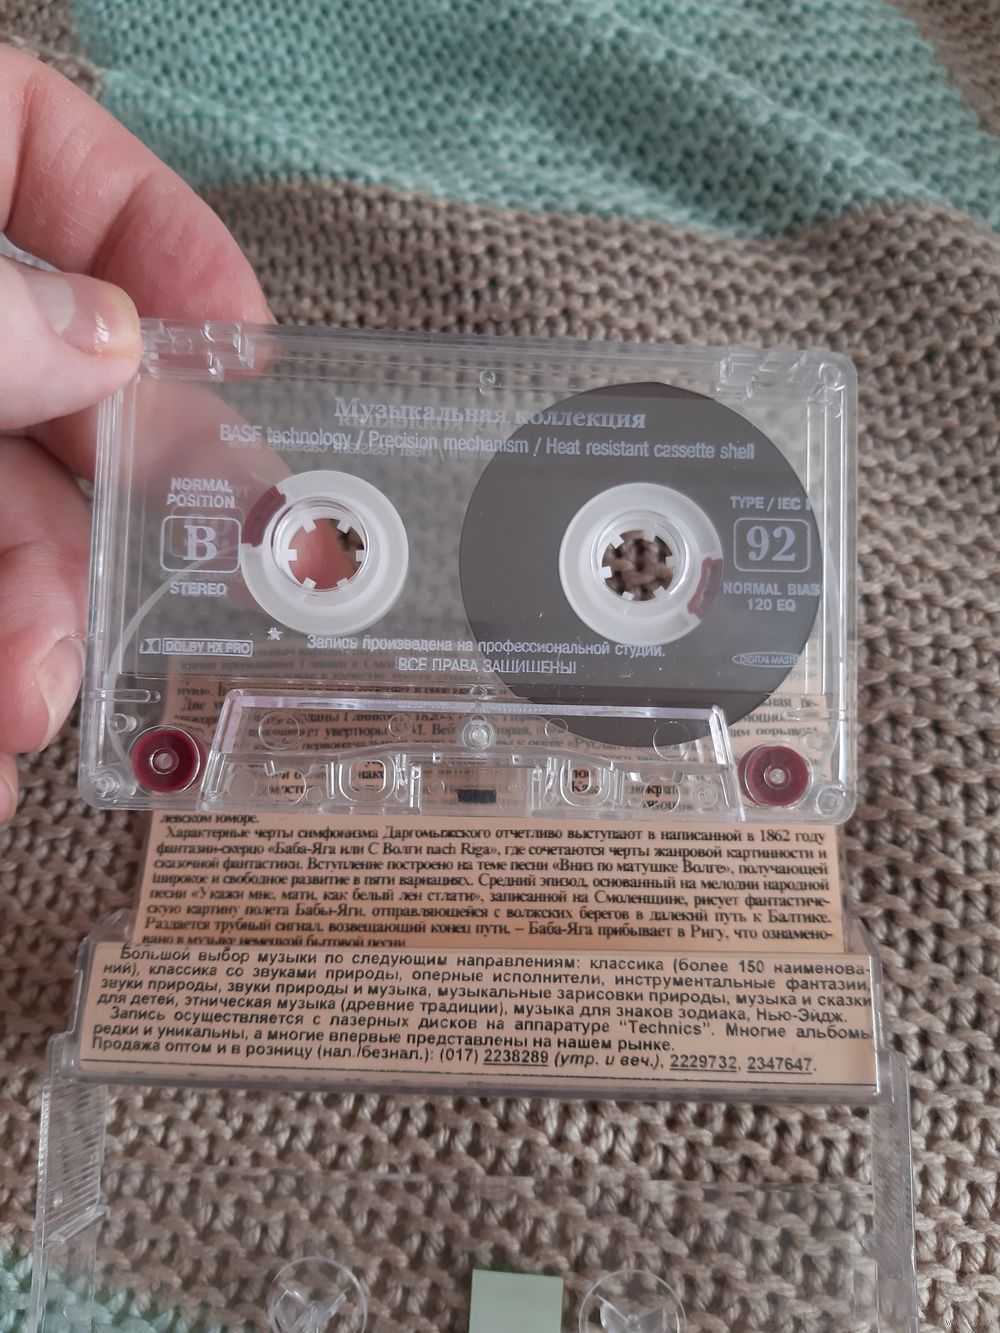 Музыкальная коллекция
BASF technology / Precision mechanism / Heat resistant cassette shell
NORMAL
POSITION
B
STEREO
TYPE / IEC I
92
NORMAL BIAS
120 EQ
DOLBY HX PRO
Запись произведена на профессиональной студии.
ВСЕ ПРАВА ЗАЩИЩЕНЫ!
DIGITAL MASTER
левском юморе.
Характерные черты симфонизма Даргомыжского отчетливо выступают в написанной в 1862 году
фантазии-скерцо «Баба-Яга или С Волги nach Riga», где сочетаются черты жанровой картинности и
сказочной фантастики. Вступление построено на теме песни «Вниз по матушке Волге», получающей
широкое и свободное развитие в пяти вариациях. Средний эпизод, основанный на мелодии народной
песни «Укажи мне, мати, как белый лен стлати», записанной на Смоленщине, рисует фантастиче-
скую картину полета Бабы-Яги, отправляющейся с волжских берегов в далекий путь к Балтике.
Раздается трубный сигнал, возвещающий конец пути, – Баба-Яга прибывает в Ригу, что ознамено-
вано в музыке немецкой бытовой песни
Большой выбор музыки по следующим направлениям: классика (более 150 наименова-
ний), классика со звуками природы, оперные исполнители, инструментальные фантазии,
звуки природы, звуки природы и музыка, музыкальные зарисовки природы, музыка и сказки
для детей, этническая музыка (древние традиции), музыка для знаков зодиака, Нью-Эйдж.
Запись осуществляется с лазерных дисков на аппаратуре "Technics". Многие альбомы
редки и уникальны, а многие впервые представлены на нашем рынке.
Продажа оптом и в розницу (нал./безнал.): (017) 2238289 (утр. и веч.), 2229732, 2347647.